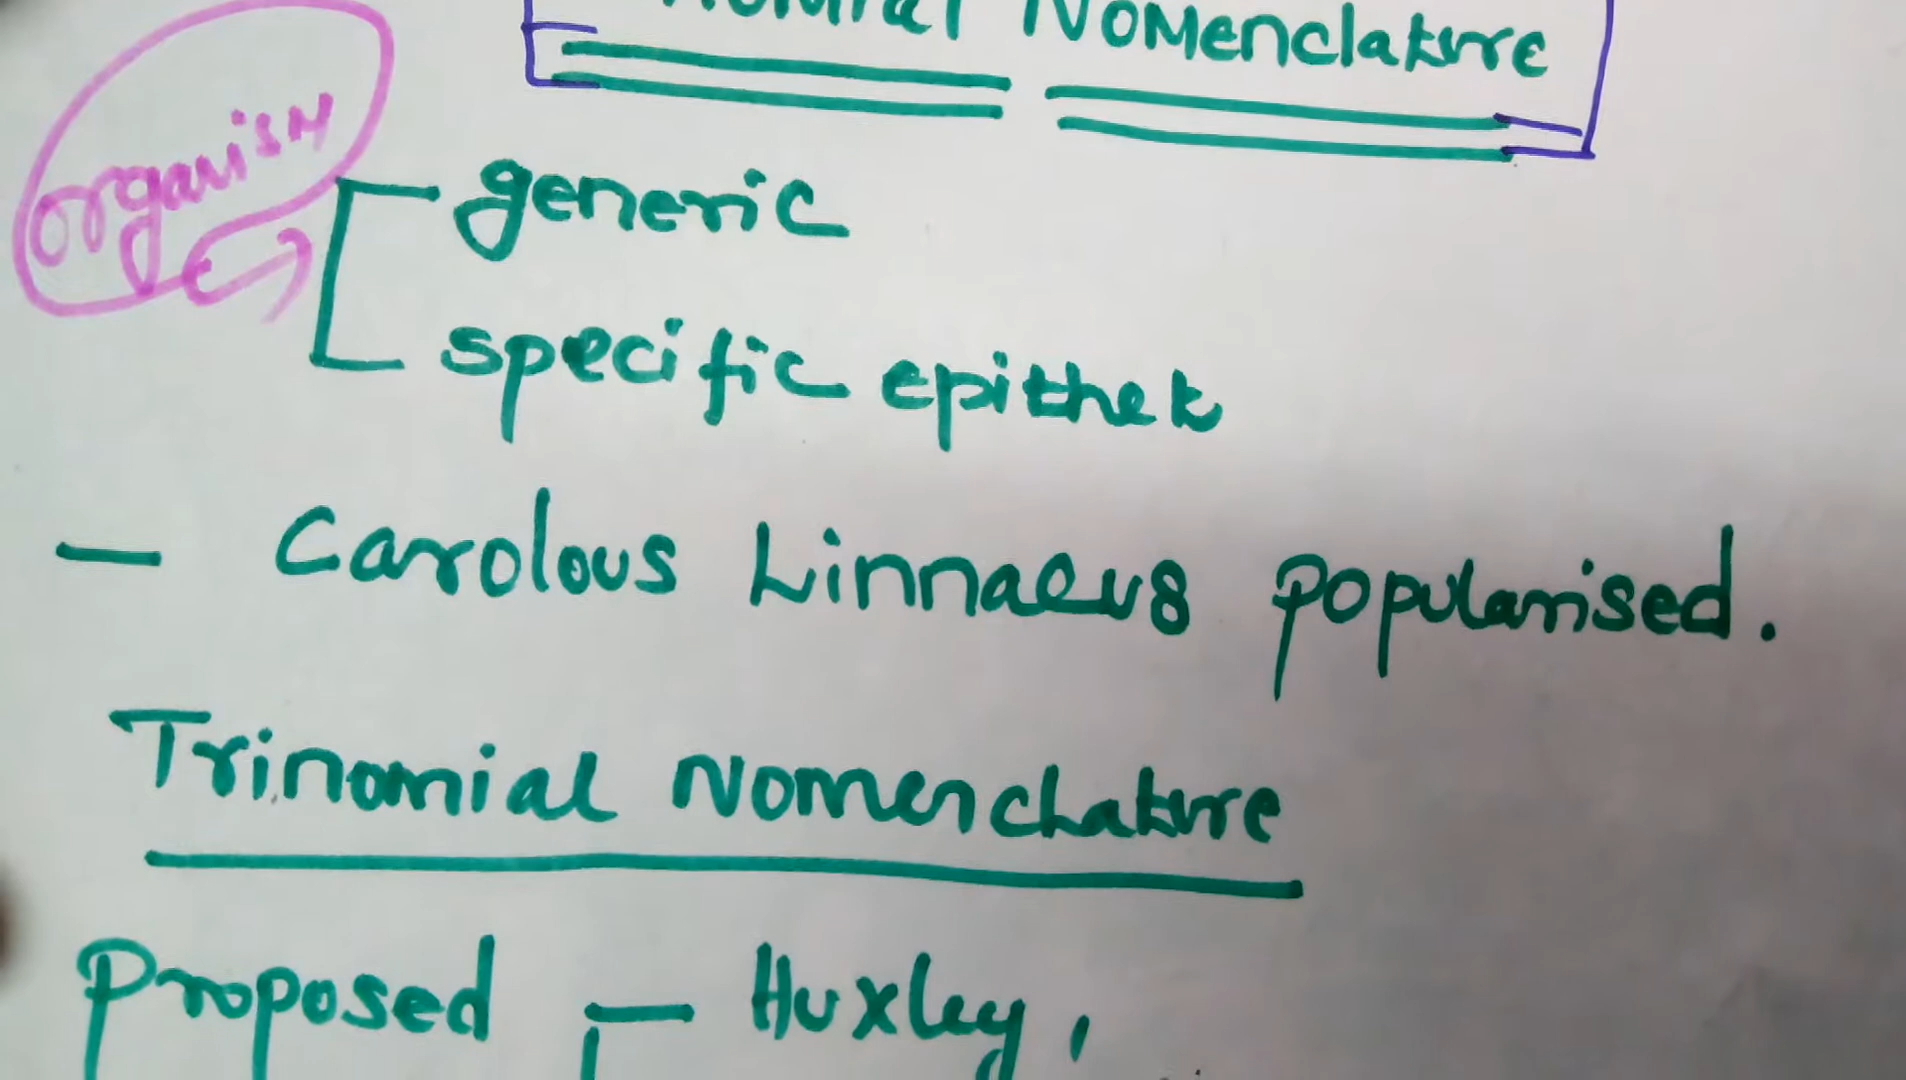 Nomenclature
organism
generic
specific epithet
- Carolous Linnaeus popularised.
Trinomial Nomenclature
Proposed - Huxley,